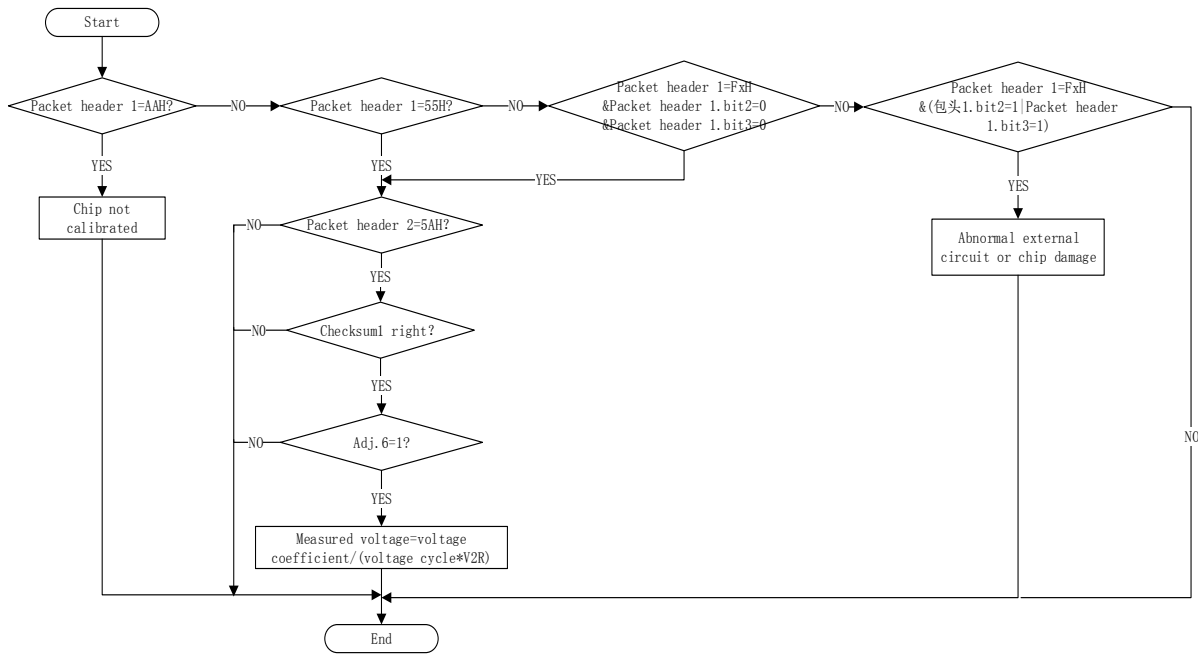 Start
Packet header 1=AAH?
NO
Packet header 1=55H?
NO
Packet header 1=FxH
&Packet header 1.bit2=0
&Packet header 1.bit3=0
NO
Packet header 1=FxH
&(包头1.bit2=1|Packet header
1.bit3=1)
YES
YES
YES
YES
Chip not
calibrated
NO
Packet header 2=5AH?
Abnormal external
circuit or chip damage
YES
NO
Checksum1 right?
YES
NO
Adj.6=1?
NO
YES
Measured voltage=voltage
coefficient/(voltage cycle*V2R)
End